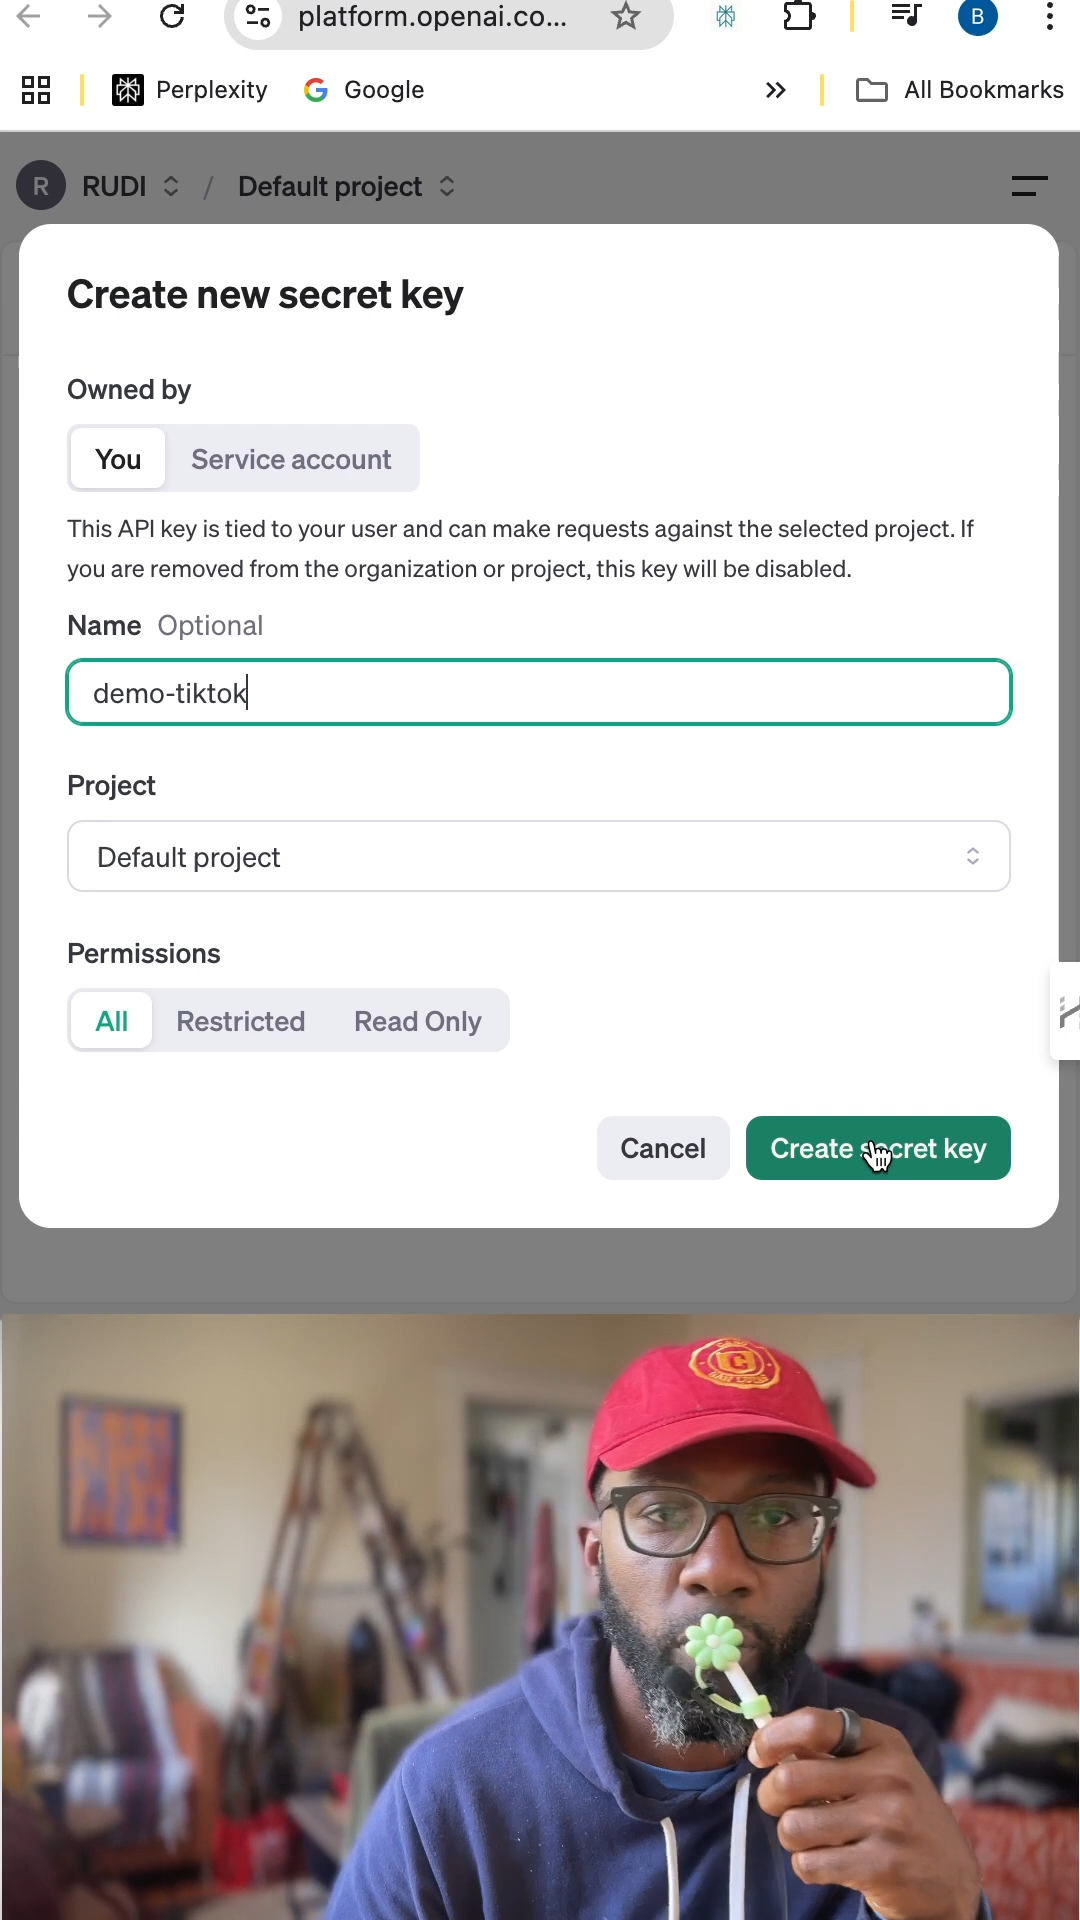 platform.openai.co...
B
Perplexity
Google
All Bookmarks
R
RUDI / Default project
Create new secret key
Owned by
You
Service account
This API key is tied to your user and can make requests against the selected project. If
you are removed from the organization or project, this key will be disabled.
Name Optional
demo-tiktok
Project
Default project
Permissions
All
Restricted
Read Only
Cancel
Create secret key
C